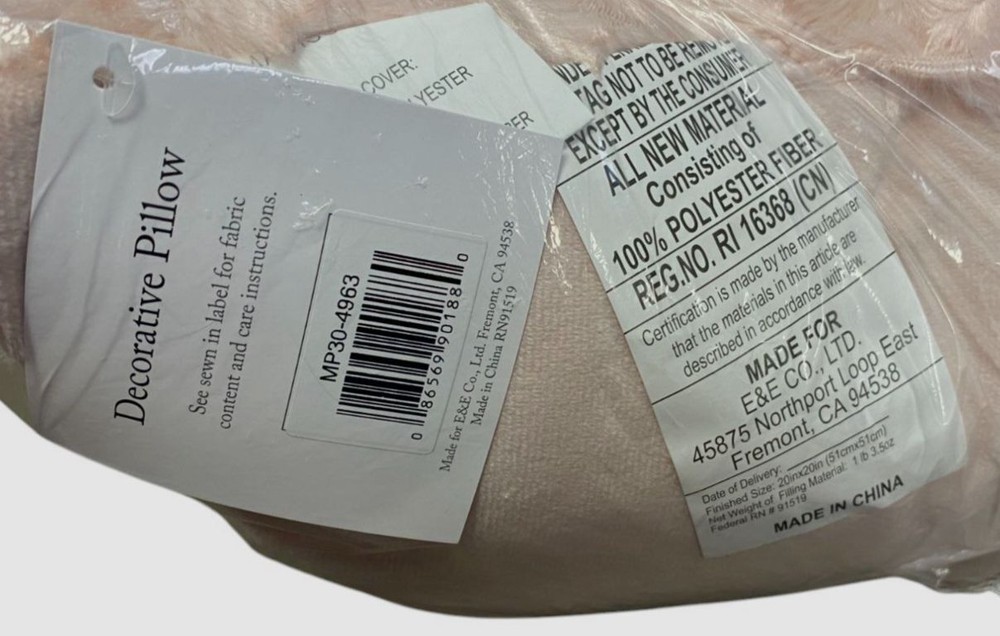 Decorative Pillow
See sewn in label for fabric
content and care instructions.
MP30-4963
0 86569 90188 0
Made for E&E Co., Ltd. Fremont, CA 94538
Made in China RN91519
COVER:
TAG NOT TO BE
EXCEPT BY THE CONSUMER
ALL NEW MATERIAL
Consisting of
100% POLYESTER FIBER
REG.NO. RI 16368 (CN)
Certification is made by the manufacturer
that the materials in this article are
described in accordance with law.
MADE FOR
E&E CO., LTD.
45875 Northport Loop East
Fremont, CA 94538
Date of Delivery:
Finished Size: 20inx20in (51cmx51cm)
Net Weight of Filling Material: 1 lb 3.5oz
Federal RN # 91519
MADE IN CHINA